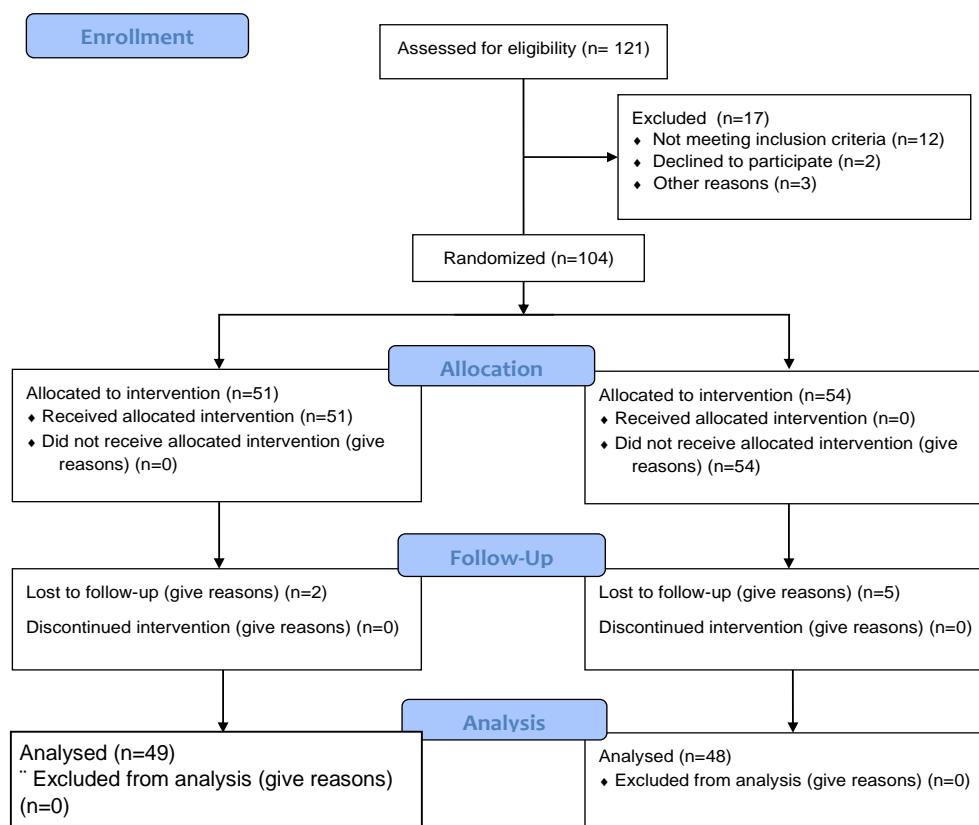 Enrollment
Assessed for eligibility (n= 121)
Excluded (n=17)
♦ Not meeting inclusion criteria (n=12)
♦ Declined to participate (n=2)
♦ Other reasons (n=3)
Randomized (n=104)
Allocation
Allocated to intervention (n=51)
♦ Received allocated intervention (n=51)
♦ Did not receive allocated intervention (give
reasons) (n=0)
Allocated to intervention (n=54)
♦ Received allocated intervention (n=0)
♦ Did not receive allocated intervention (give
reasons) (n=54)
Follow-Up
Lost to follow-up (give reasons) (n=2)
Discontinued intervention (give reasons) (n=0)
Lost to follow-up (give reasons) (n=5)
Discontinued intervention (give reasons) (n=0)
Analysis
Analysed (n=49)
¨ Excluded from analysis (give reasons)
(n=0)
Analysed (n=48)
♦ Excluded from analysis (give reasons) (n=0)